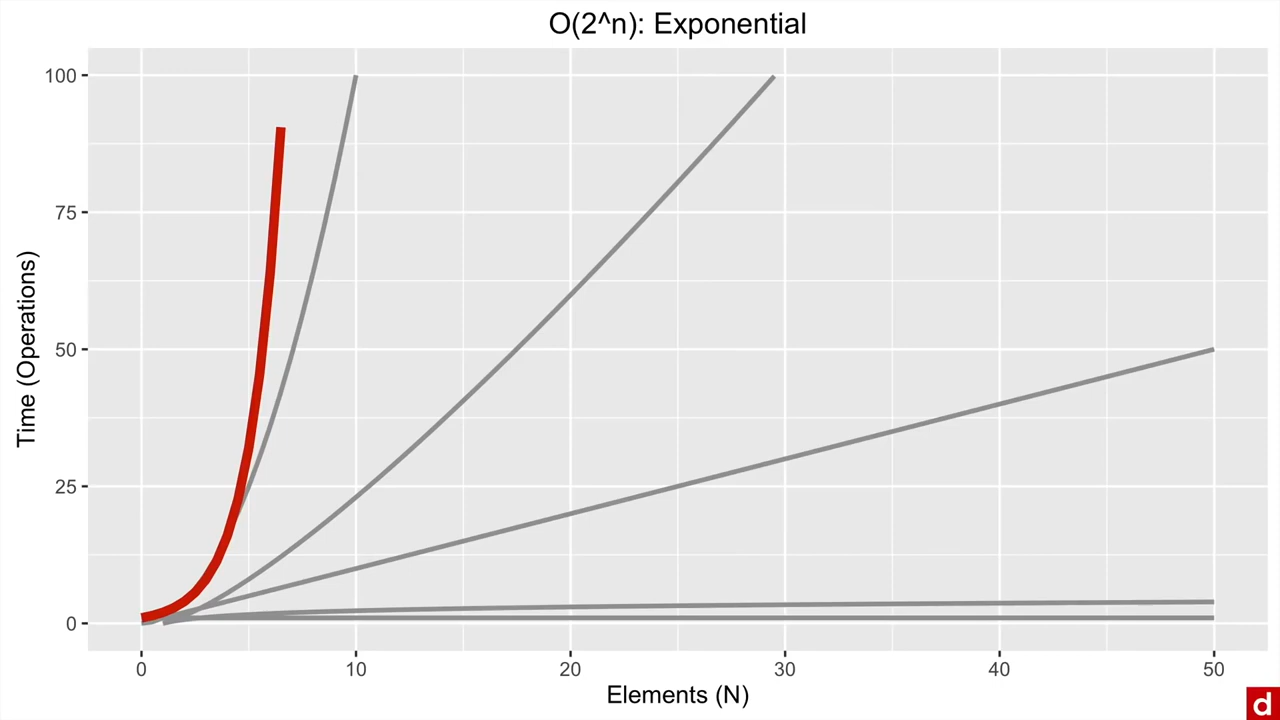 O(2^n): Exponential
100
75
50
25
0
Time (Operations)
0 10 20 30 40 50
Elements (N)
d